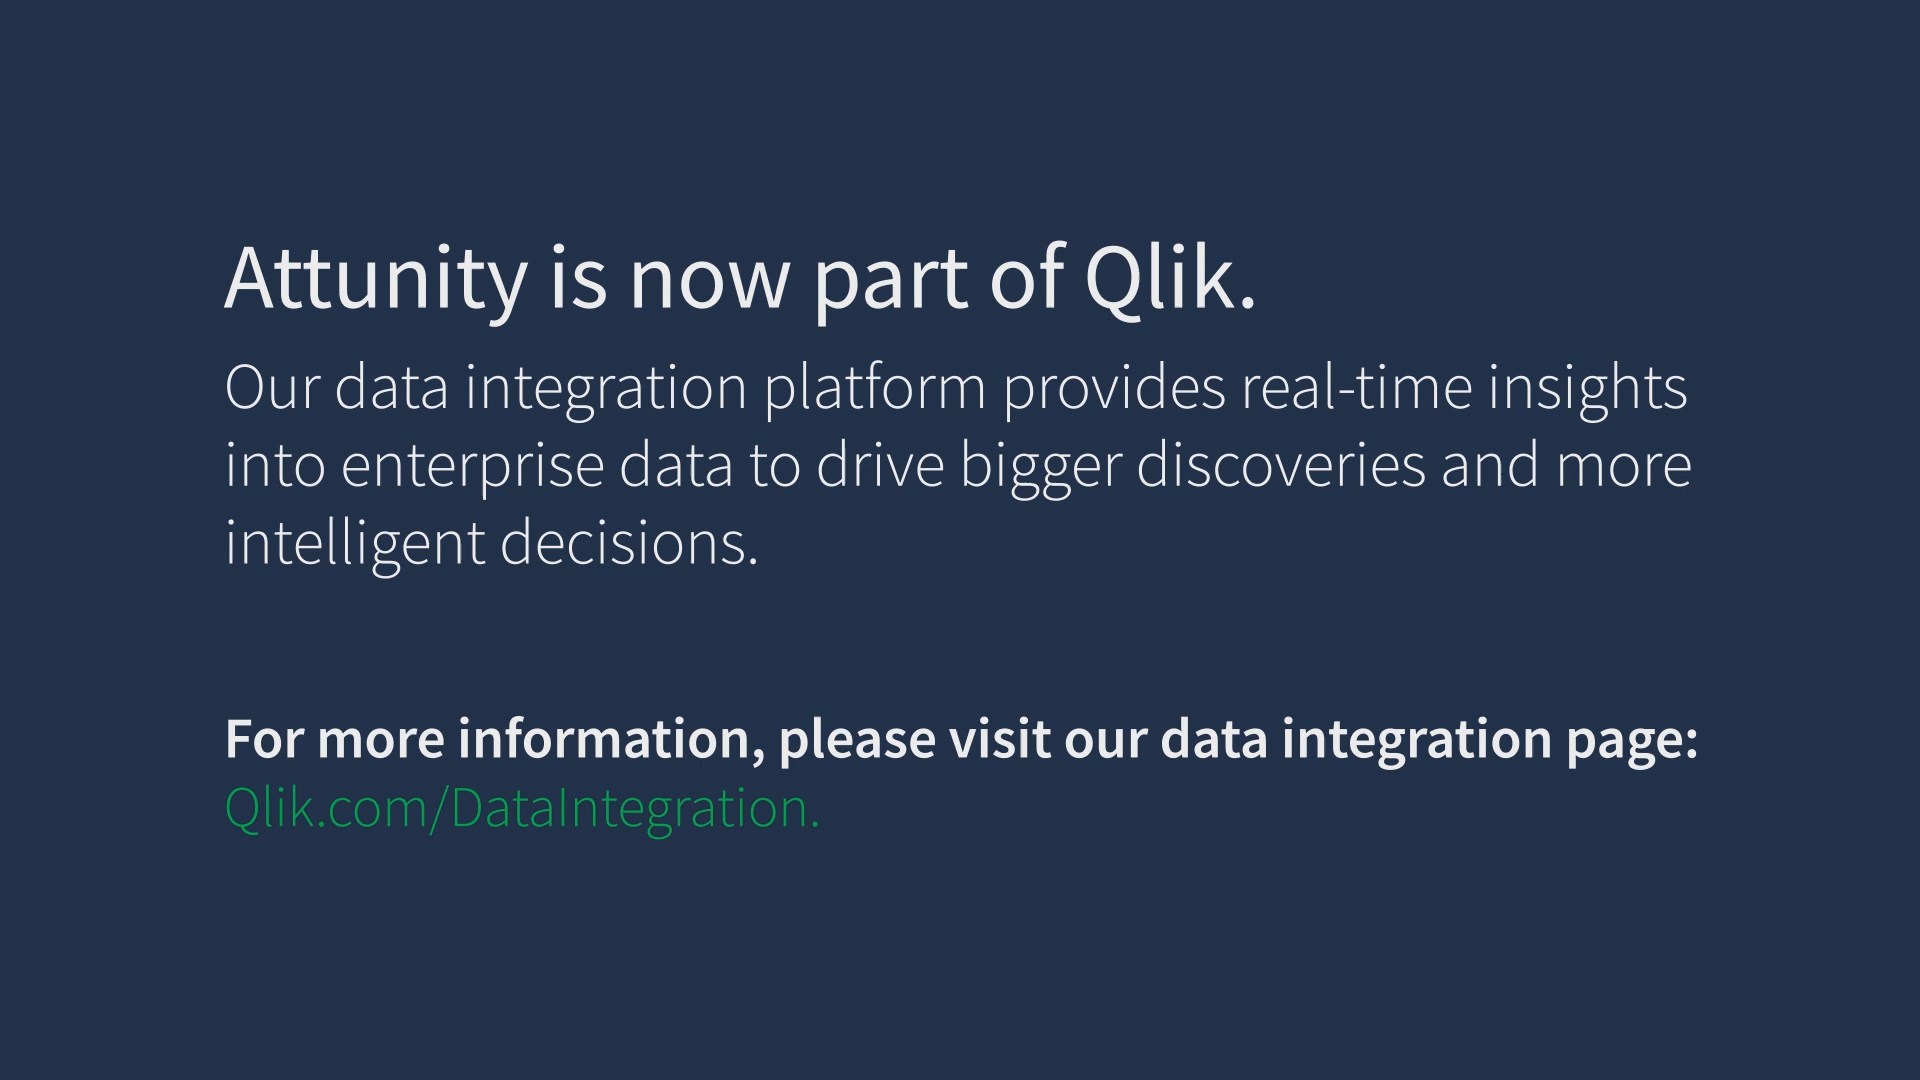 Attunity is now part of Qlik.
Our data integration platform provides real-time insights
into enterprise data to drive bigger discoveries and more
intelligent decisions.
For more information, please visit our data integration page:
Qlik.com/DataIntegration.